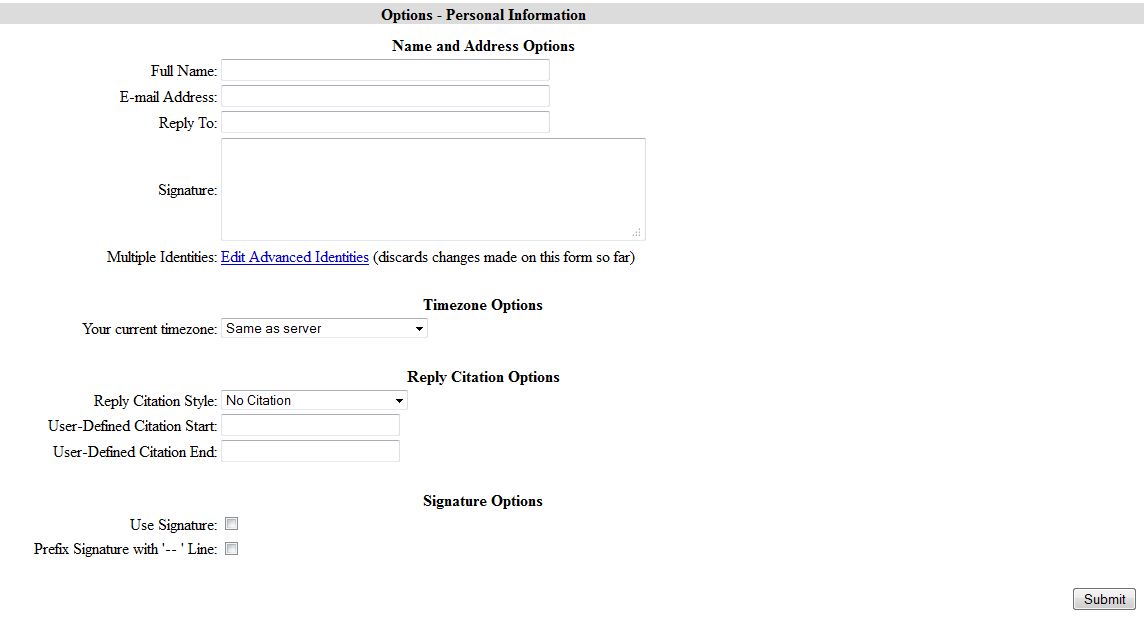 Options - Personal Information
Name and Address Options
Full Name:
E-mail Address:
Reply To:
Signature:
Multiple Identities: Edit Advanced Identities (discards changes made on this form so far)
Timezone Options
Your current timezone: Same as server
Reply Citation Options
Reply Citation Style: No Citation
User-Defined Citation Start:
User-Defined Citation End:
Signature Options
Use Signature:
Prefix Signature with '-- ' Line:
Submit